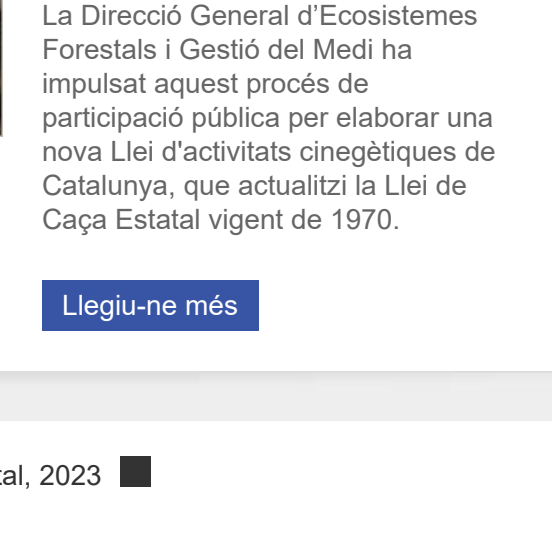 La Direcció General d’Ecosistemes
Forestals i Gestió del Medi ha
impulsat aquest procés de
participació pública per elaborar una
nova Llei d'activitats cinegètiques de
Catalunya, que actualitzi la Llei de
Caça Estatal vigent de 1970.
Llegiu-ne més
tal, 2023